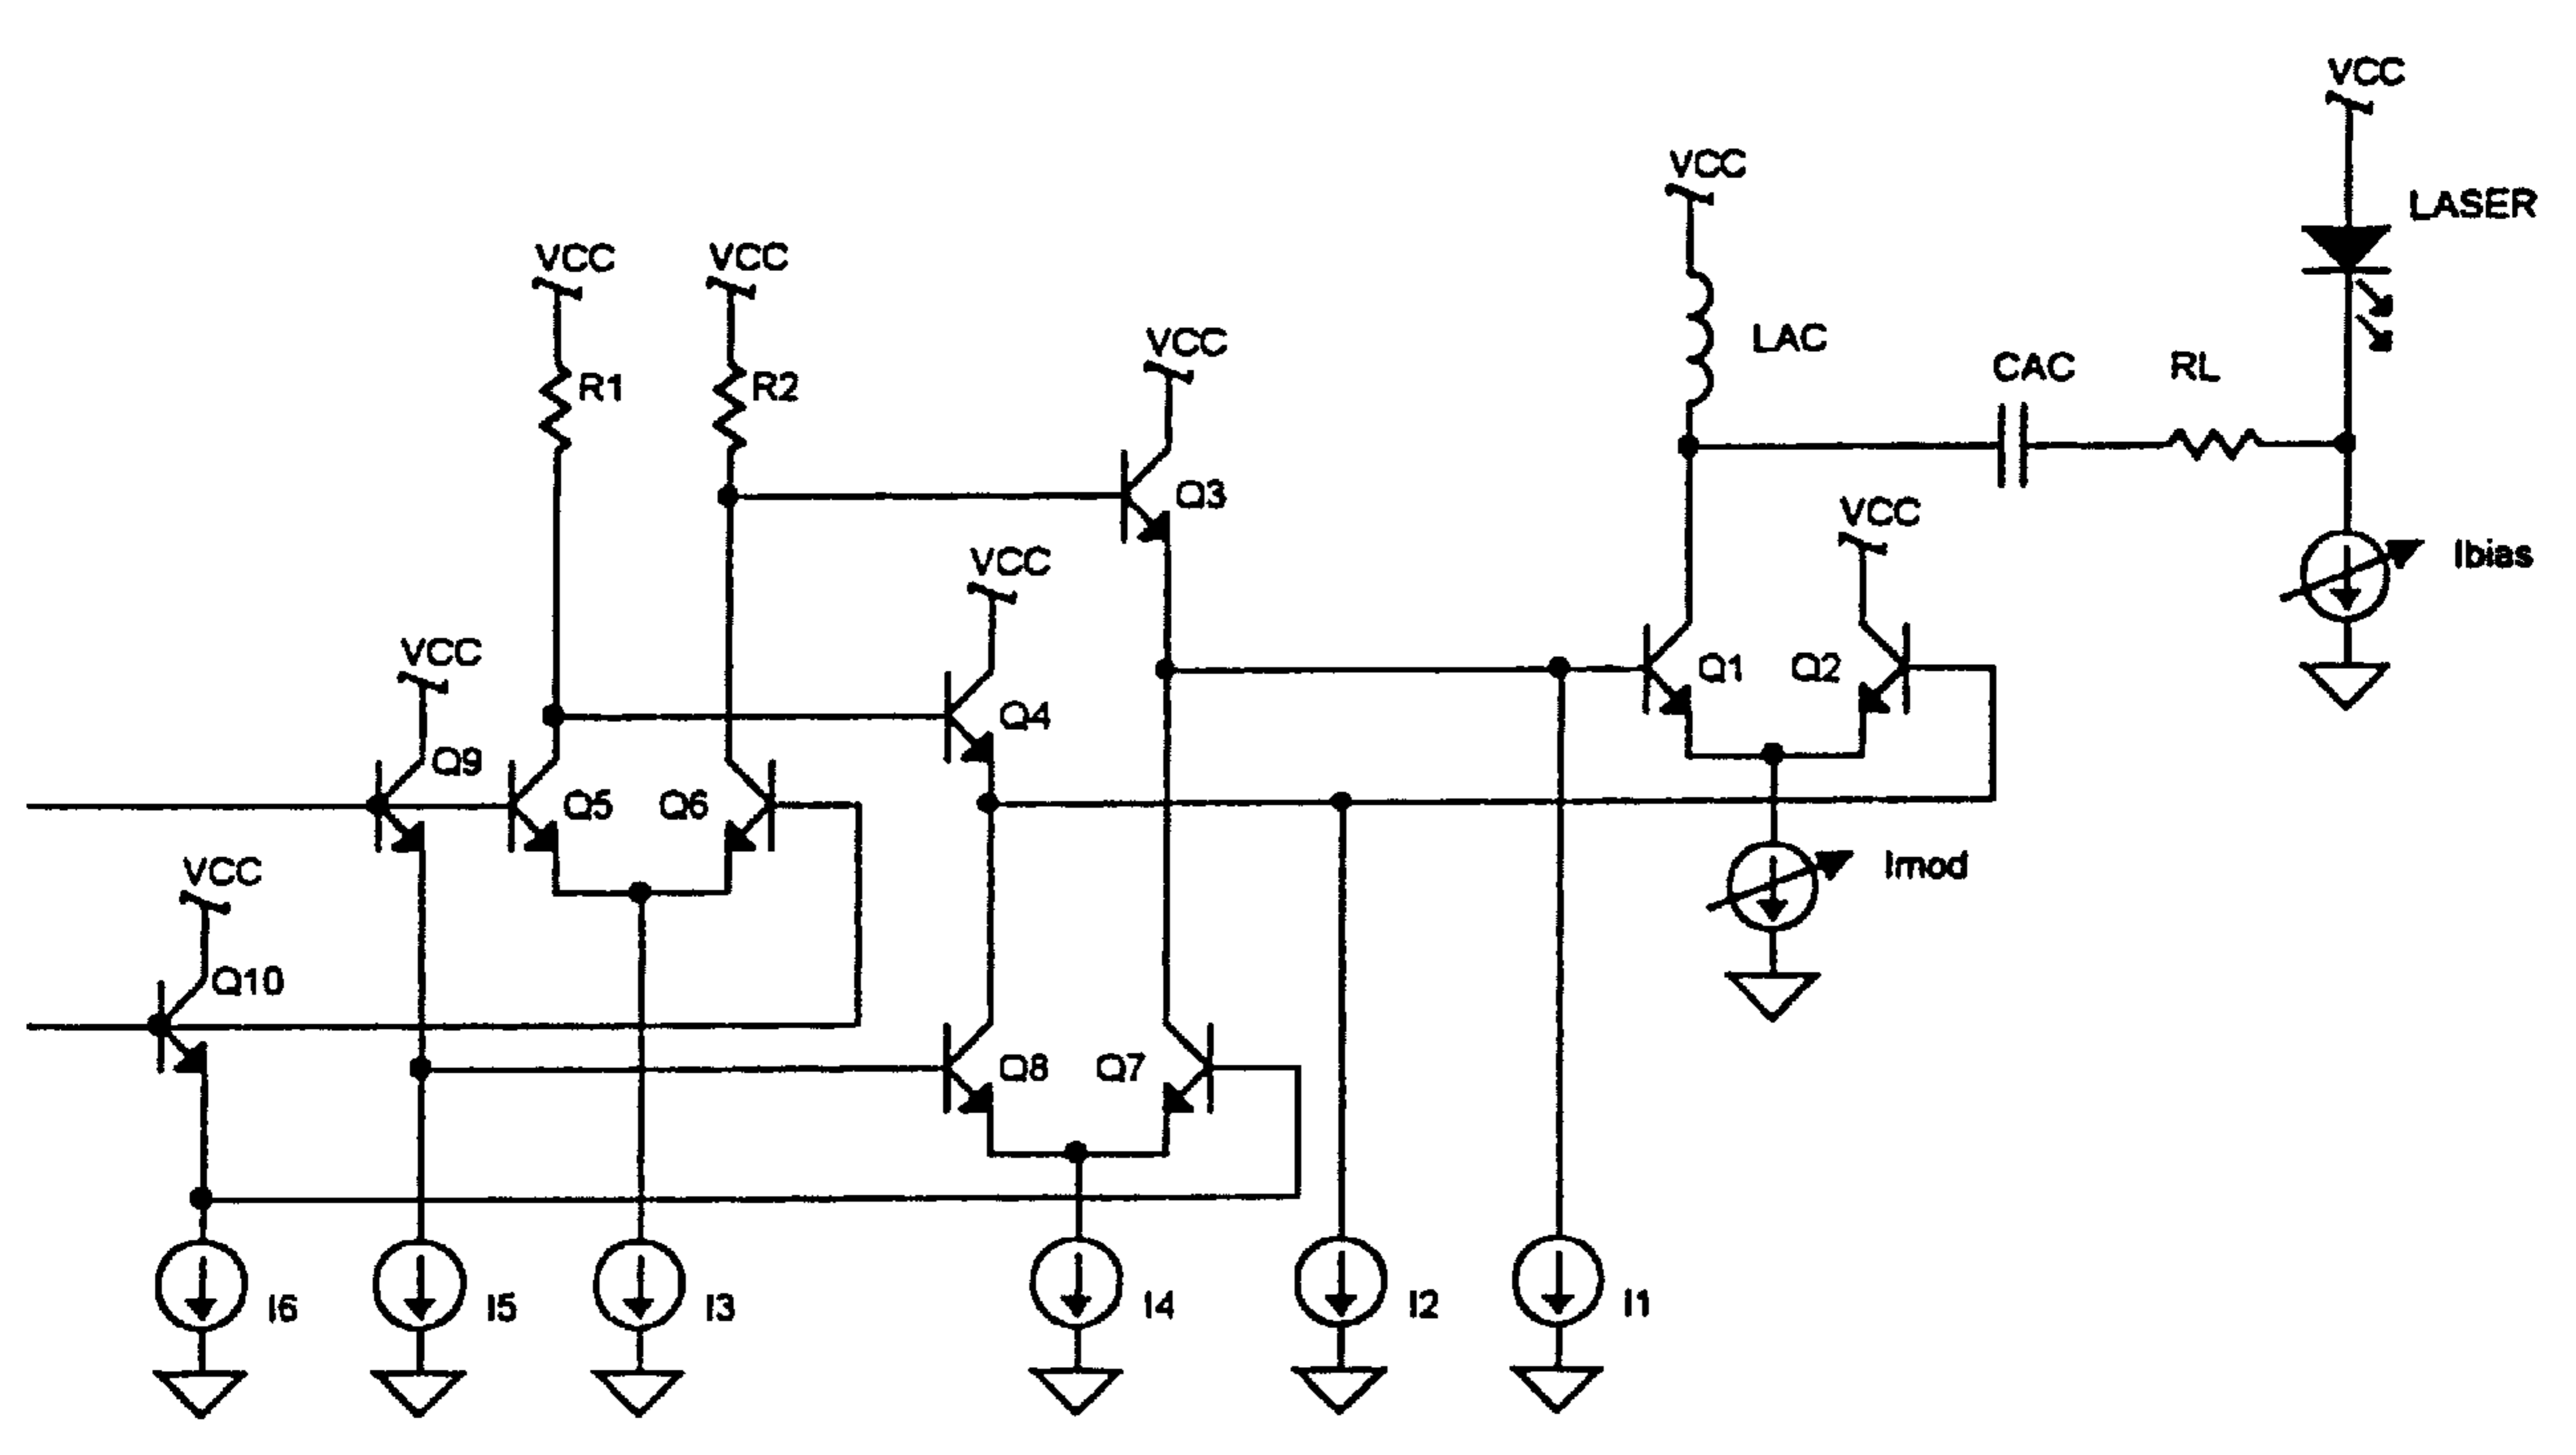 VCC
LASER
VCC
LAC
CAC
RL
VCC
VCC
R1
R2
VCC
Q3
VCC
Ibias
VCC
Q4
Q1
Q2
VCC
Q9
Q5
Q6
Imod
VCC
Q10
Q8
Q7
I6
I5
I3
I4
I2
I1